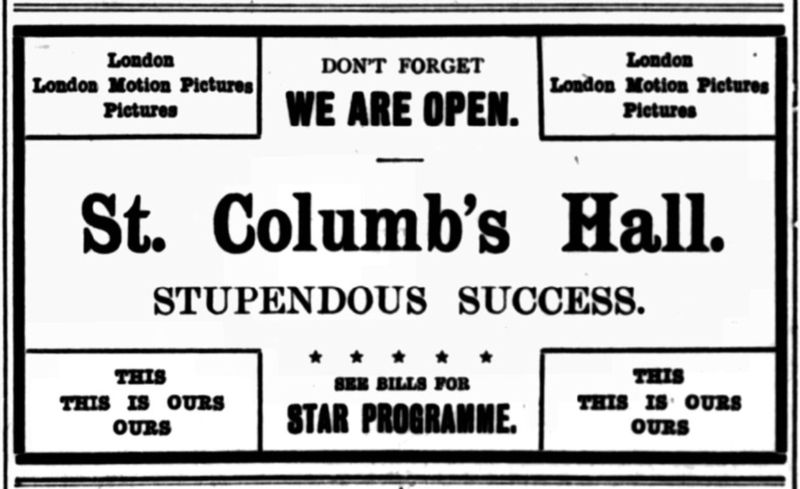 London
London Motion Pictures
Pictures
DON'T FORGET
WE ARE OPEN.
London
London Motion Pictures
Pictures
St. Columb's Hall.
STUPENDOUS SUCCESS.
THIS
THIS IS OURS
OURS
★ ★ ★ ★ ★
SEE BILLS FOR
STAR PROGRAMME.
THIS
THIS IS OURS
OURS